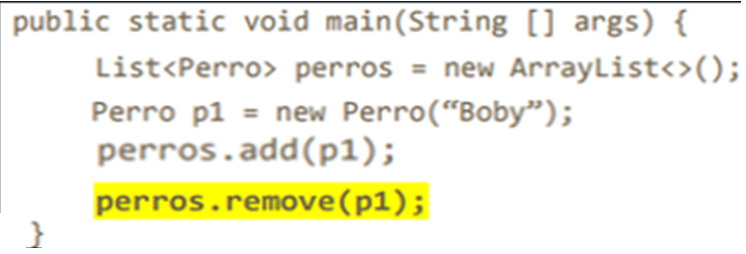 public static void main(String [] args) {
List<Perro> perros = new ArrayList<>();
Perro p1 = new Perro(“Boby”);
perros.add(p1);
perros.remove(p1);
}